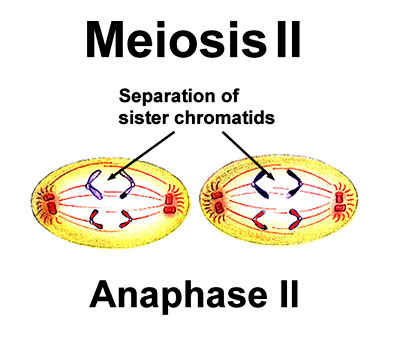 Meiosis II
Separation of
sister chromatids
Anaphase II